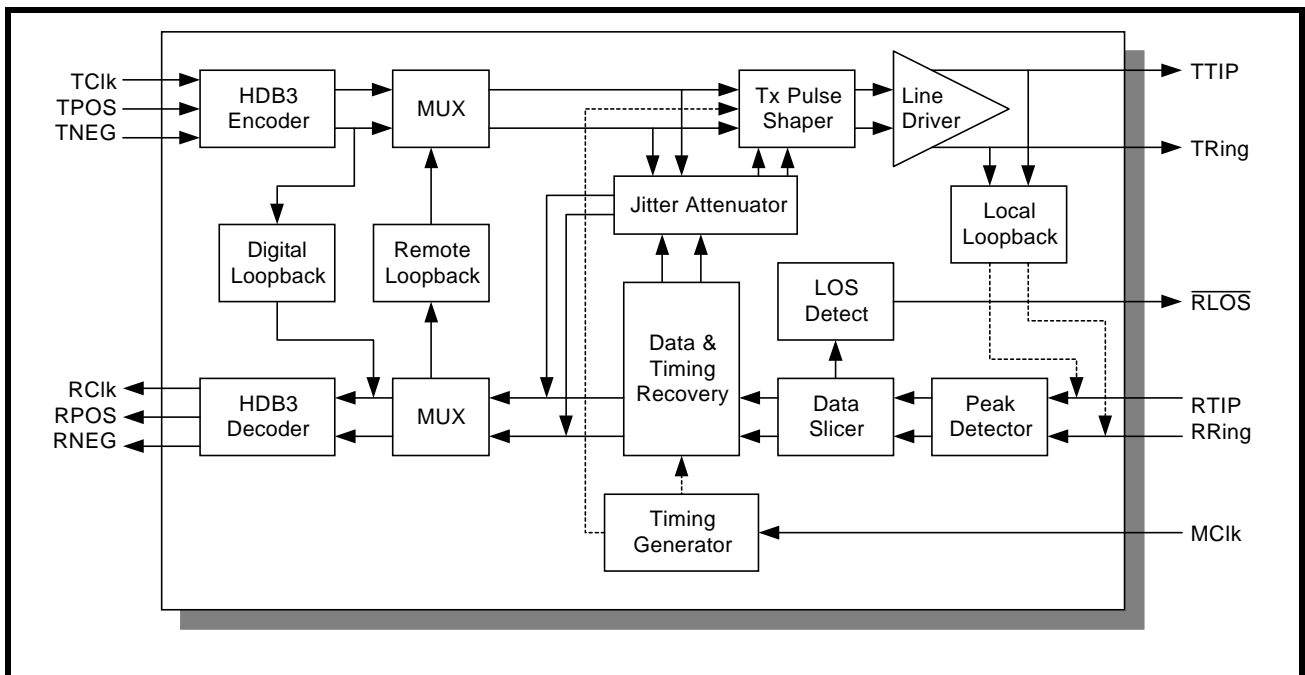 TClk
TPOS
TNEG
HDB3
Encoder
MUX
Tx Pulse
Shaper
Line
Driver
TTIP
TRing
Jitter Attenuator
Local
Loopback
Digital
Loopback
Remote
Loopback
LOS
Detect
RLOS
Data &
Timing
Recovery
RClk
RPOS
RNEG
HDB3
Decoder
MUX
Data
Slicer
Peak
Detector
RTIP
RRing
Timing
Generator
MClk